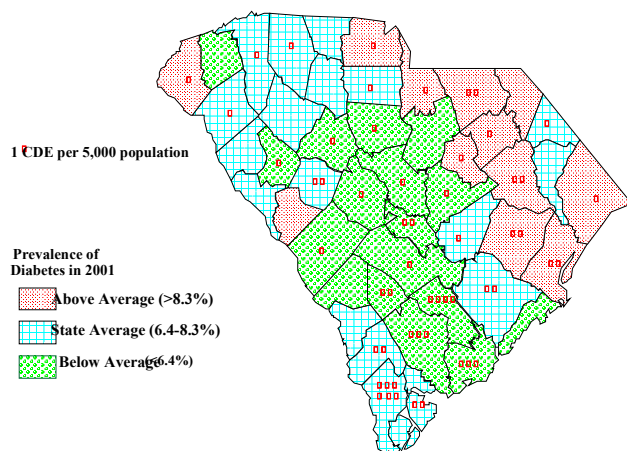 1 CDE per 5,000 population
Prevalence of
Diabetes in 2001
Above Average (>8.3%)
State Average (6.4-8.3%)
Below Average(<6.4%)